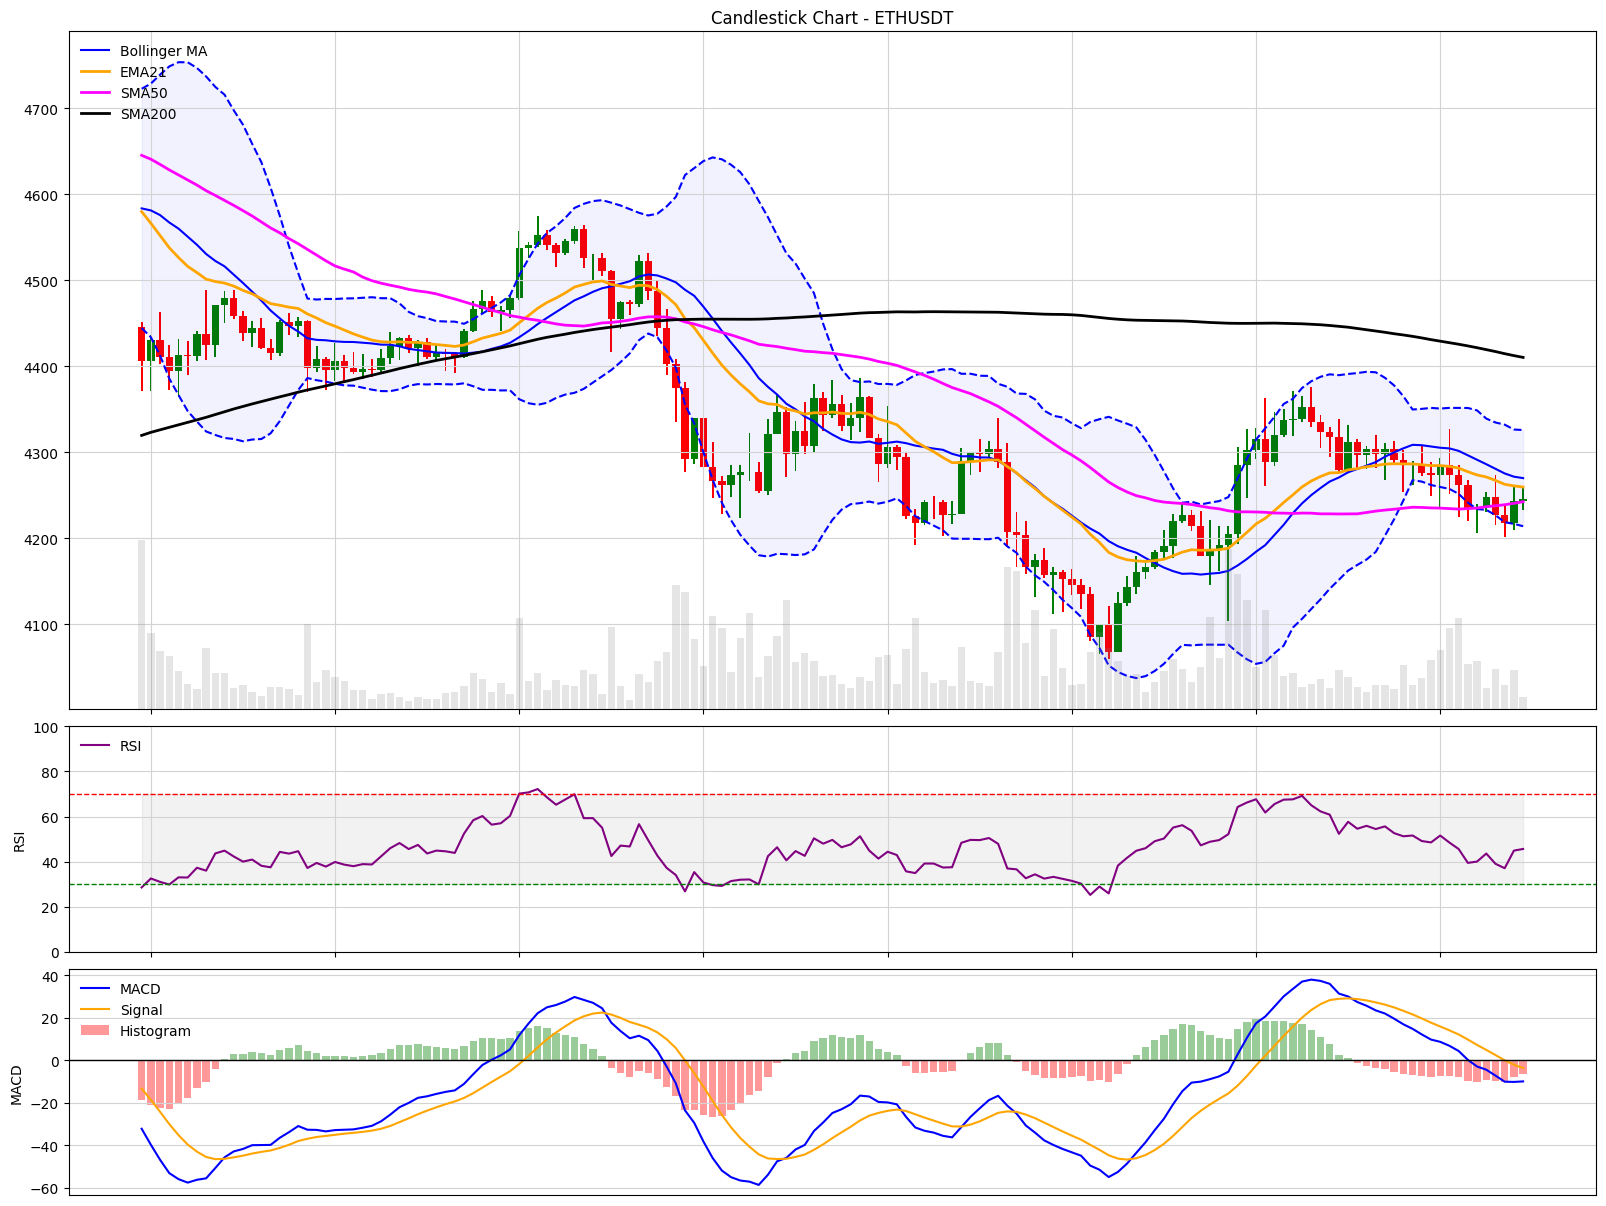 Candlestick Chart - ETHUSDT
Bollinger MA
EMA21
SMA50
SMA200
4700
4600
4500
4400
4300
4200
4100
RSI
100
80
60
40
20
0
RSI
MACD
Signal
Histogram
40
20
0
−20
−40
−60
MACD